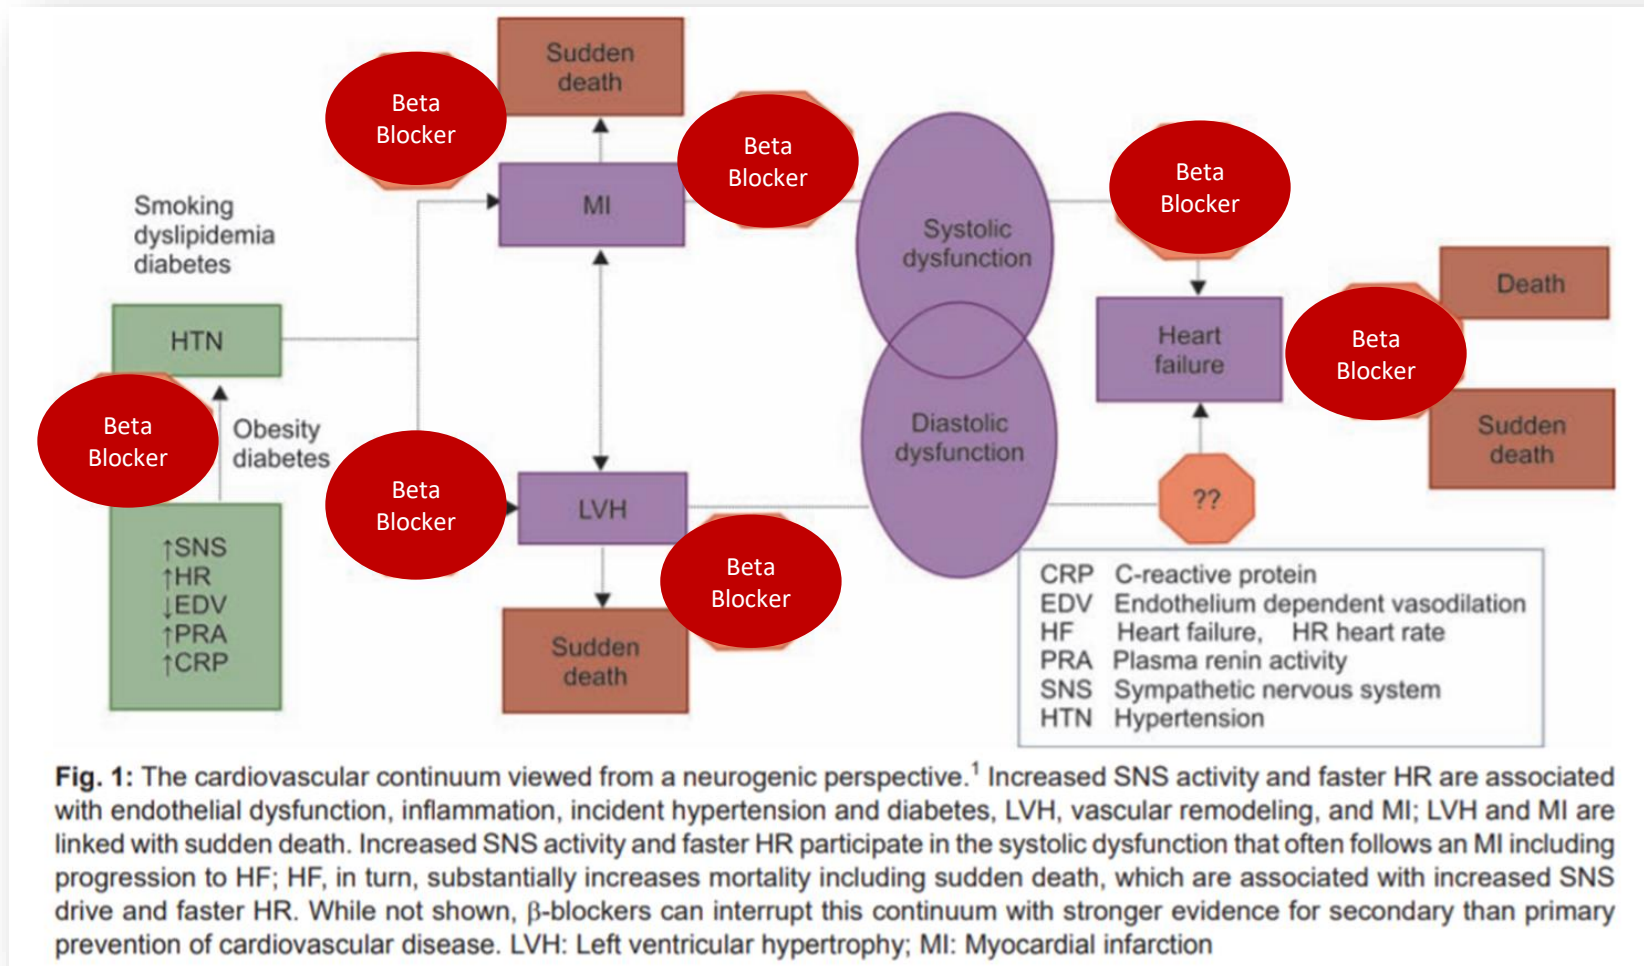 Sudden
death
Beta
Blocker
Beta
Blocker
Beta
Blocker
MI
Smoking
dyslipidemia
diabetes
Systolic
dysfunction
Death
HTN
Heart
failure
Beta
Blocker
Beta
Blocker
Obesity
diabetes
Diastolic
dysfunction
Sudden
death
Beta
Blocker
LVH
??
↑SNS
↑HR
↓EDV
↑PRA
↑CRP
Beta
Blocker
Sudden
death
CRP C-reactive protein
EDV Endothelium dependent vasodilation
HF Heart failure, HR heart rate
PRA Plasma renin activity
SNS Sympathetic nervous system
HTN Hypertension
Fig. 1: The cardiovascular continuum viewed from a neurogenic perspective.1 Increased SNS activity and faster HR are associated
with endothelial dysfunction, inflammation, incident hypertension and diabetes, LVH, vascular remodeling, and MI; LVH and MI are
linked with sudden death. Increased SNS activity and faster HR participate in the systolic dysfunction that often follows an MI including
progression to HF; HF, in turn, substantially increases mortality including sudden death, which are associated with increased SNS
drive and faster HR. While not shown, β-blockers can interrupt this continuum with stronger evidence for secondary than primary
prevention of cardiovascular disease. LVH: Left ventricular hypertrophy; MI: Myocardial infarction